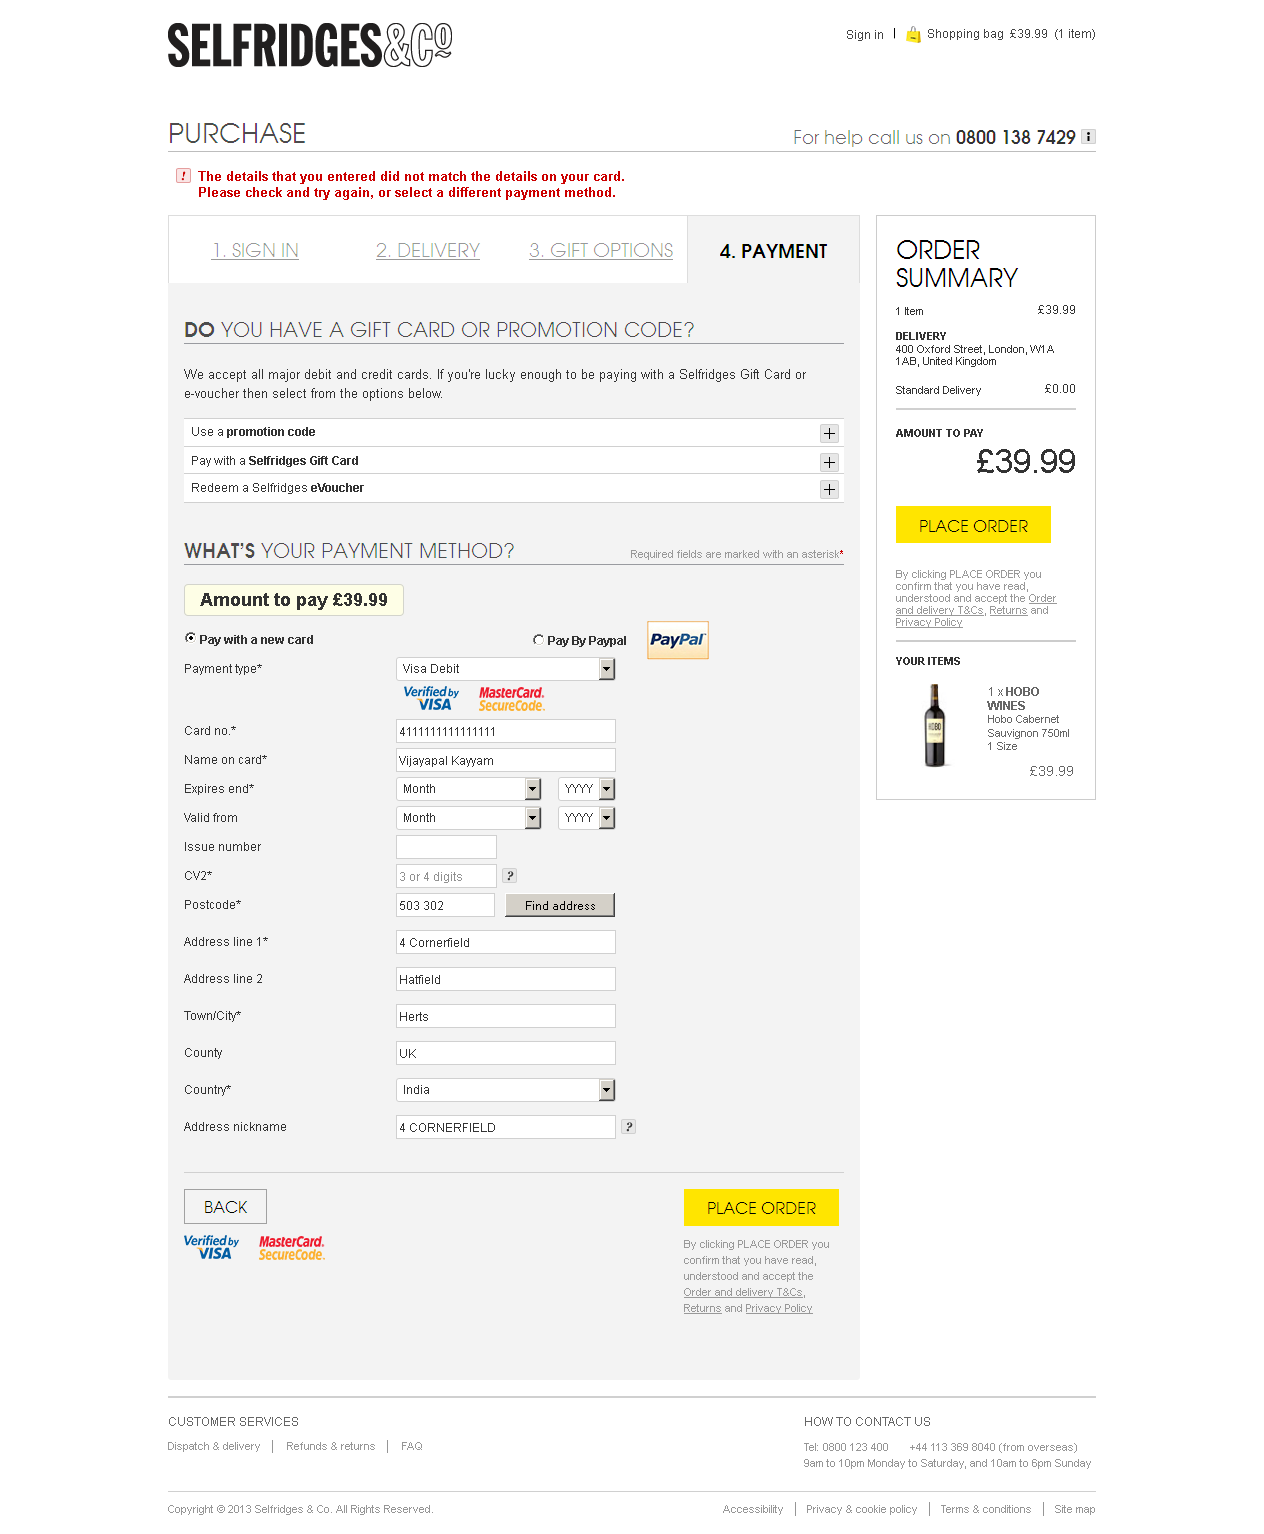 SELFRIDGES&Co
Sign in | Shopping bag £39.99 (1 item)
PURCHASE
For help call us on 0800 138 7429 i
! The details that you entered did not match the details on your card.
Please check and try again, or select a different payment method.
1. SIGN IN 2. DELIVERY 3. GIFT OPTIONS 4. PAYMENT
DO YOU HAVE A GIFT CARD OR PROMOTION CODE?
We accept all major debit and credit cards. If you're lucky enough to be paying with a Selfridges Gift Card or
e-voucher then select from the options below.
Use a promotion code +
Pay with a Selfridges Gift Card +
Redeem a Selfridges eVoucher +
WHAT'S YOUR PAYMENT METHOD?
Required fields are marked with an asterisk*
Amount to pay £39.99
Pay with a new card
Pay By Paypal PayPal
Payment type* Visa Debit
Verified by VISA MasterCard. SecureCode.
Card no.* 4111111111111111
Name on card* Vijayapal Kayyam
Expires end* Month YYYY
Valid from Month YYYY
Issue number
CV2* 3 or 4 digits ?
Postcode* 503 302 Find address
Address line 1* 4 Cornerfield
Address line 2 Hatfield
Town/City* Herts
County UK
Country* India
Address nickname 4 CORNERFIELD ?
BACK
Verified by VISA MasterCard. SecureCode.
PLACE ORDER
By clicking PLACE ORDER you
confirm that you have read,
understood and accept the
Order and delivery T&Cs,
Returns and Privacy Policy
ORDER
SUMMARY
1 Item £39.99
DELIVERY
400 Oxford Street, London, W1A
1AB, United Kingdom
Standard Delivery £0.00
AMOUNT TO PAY
£39.99
PLACE ORDER
By clicking PLACE ORDER you
confirm that you have read,
understood and accept the Order
and delivery T&Cs, Returns and
Privacy Policy
YOUR ITEMS
HOBO
1 x HOBO
WINES
Hobo Cabernet
Sauvignon 750ml
1 Size
£39.99
CUSTOMER SERVICES
Dispatch & delivery | Refunds & returns | FAQ
HOW TO CONTACT US
Tel: 0800 123 400 +44 113 369 8040 (from overseas)
9am to 10pm Monday to Saturday, and 10am to 6pm Sunday
Copyright © 2013 Selfridges & Co. All Rights Reserved.
Accessibility | Privacy & cookie policy | Terms & conditions | Site map